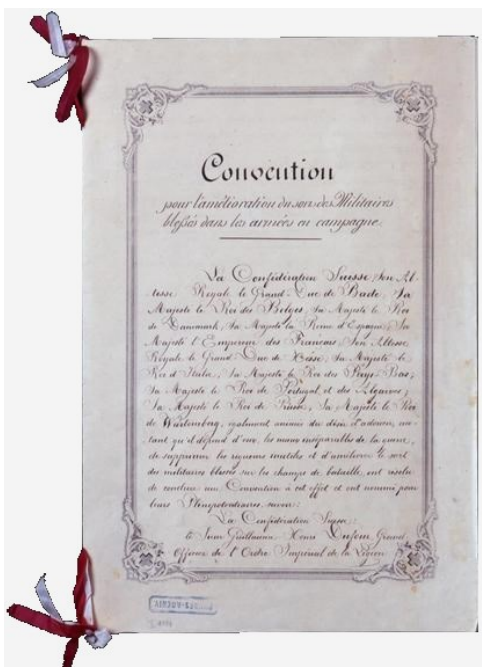 Convention
pour l'amélioration du sort des Militaires
blessés dans les armées en campagne.
La Confédération Suisse, Son Al-
tesse Royale le Grand-Duc de Bade, Sa
Majesté le Roi des Belges, Sa Majesté le Roi
de Danemark, Sa Majesté la Reine d'Espagne, Sa
Majesté l'Empereur des Français, Son Altesse
Royale le Grand Duc de Hesse, Sa Majesté le
Roi d'Italie, Sa Majesté le Roi des Pays-Bas,
Sa Majesté le Roi de Portugal et des Algarves,
Sa Majesté le Roi de Prusse, Sa Majesté le Roi
de Würtemberg, également animés du désir d'adoucir, au-
tant qu'il dépend d'eux, les maux inséparables de la guerre,
de supprimer les rigueurs inutiles et d'améliorer le sort
des militaires blessés sur les champs de bataille, ont résolu
de conclure une Convention à cet effet et ont nommé pour
leurs Plénipotentiaires, savoir:
La Confédération Suisse:
le Sieur Guillaume Henri Dufour, Grand
Officier de l'Ordre Impérial de la Légion